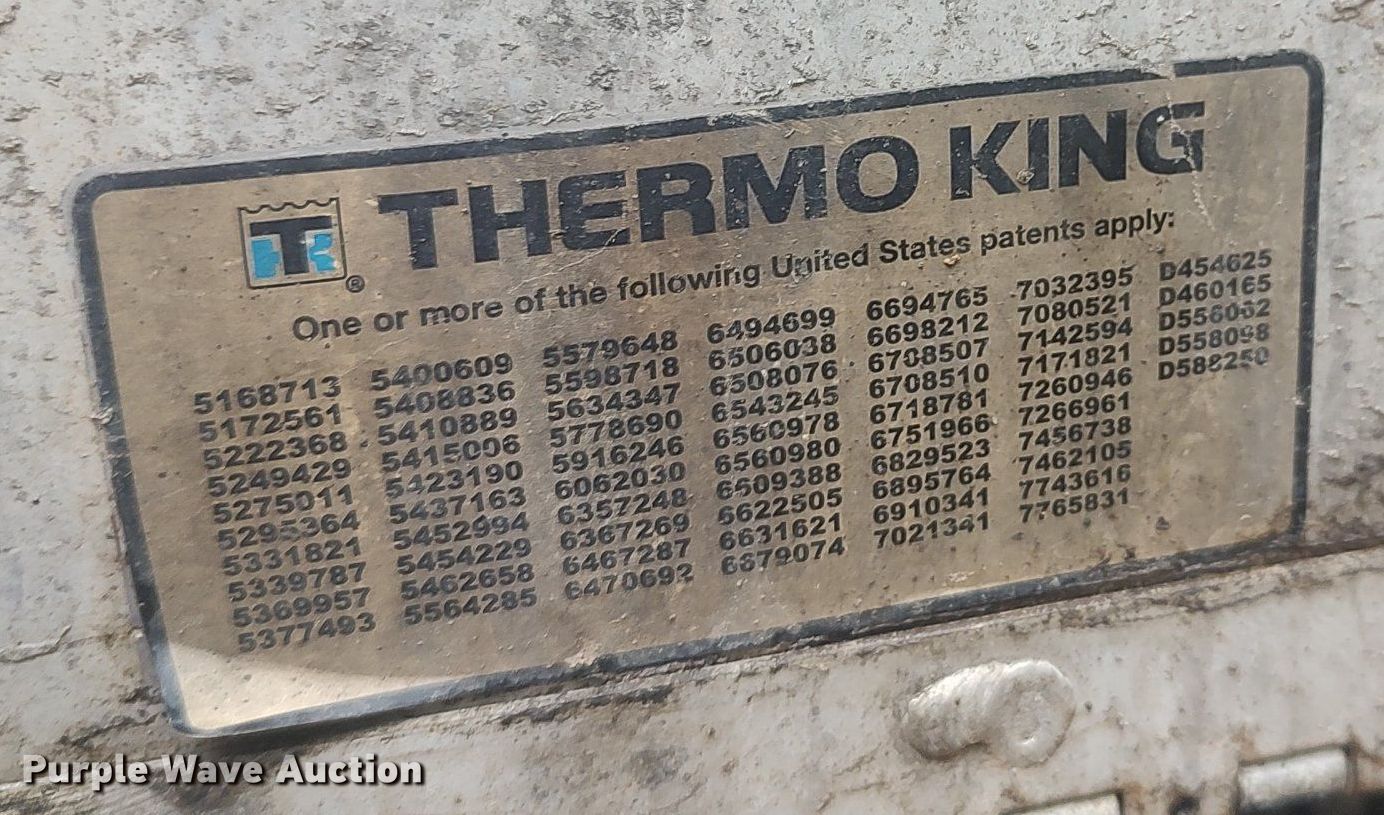 TK
®
THERMO KING
One or more of the following United States patents apply:
5168713 5400609 5579648 6494699 6694765 7032395 D454625
5172561 5408836 5598718 6506038 6698212 7080521 D460165
5222368 5410889 5634347 6508076 6708507 7142594 D556062
5249429 5415006 5778690 6543245 6708510 7171821 D558098
5275011 5423190 5916246 6560978 6718781 7260946 D588250
5295364 5437163 6062030 6560980 6751966 7266961
5331821 5452994 6357248 6609388 6829523 7456738
5339787 5454229 6367269 6622505 6895764 7462105
5369957 5462658 6467287 6631621 6910341 7743616
5377493 5564285 6470692 6679074 7021341 7765831
Purple Wave Auction